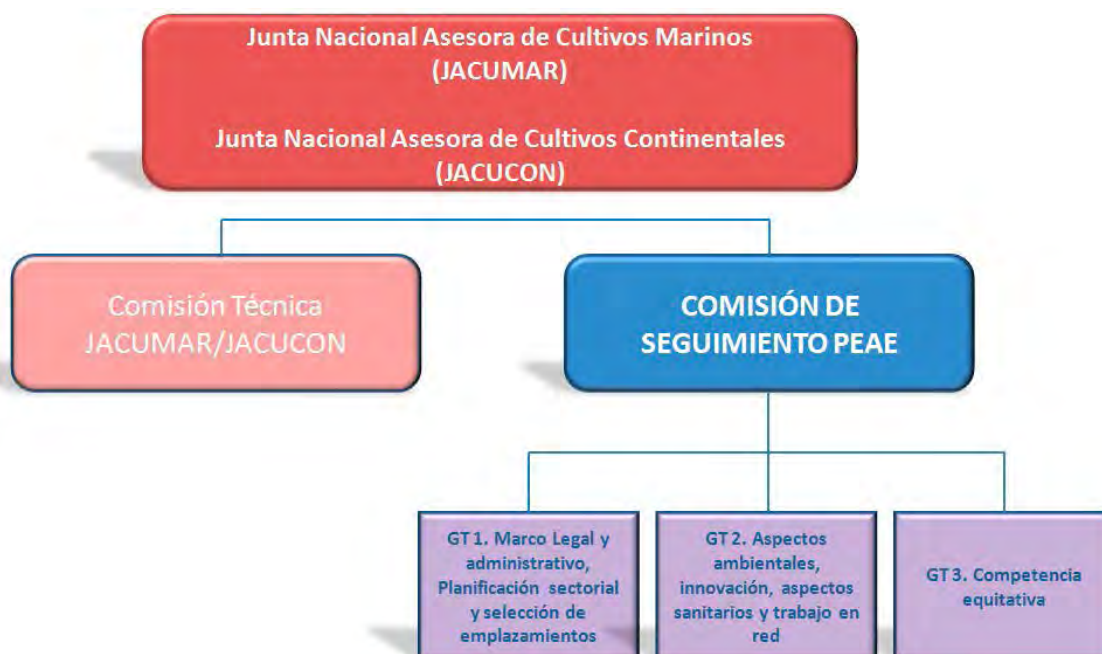 Junta Nacional Asesora de Cultivos Marinos
(JACUMAR)
Junta Nacional Asesora de Cultivos Continentales
(JACUCON)
Comisión Técnica
JACUMAR/JACUCON
COMISIÓN DE
SEGUIMIENTO PEAE
GT 1. Marco Legal y
administrativo,
Planificación sectorial
y selección de
emplazamientos
GT 2. Aspectos
ambientales,
innovación, aspectos
sanitarios y trabajo en
red
GT 3. Competencia
equitativa